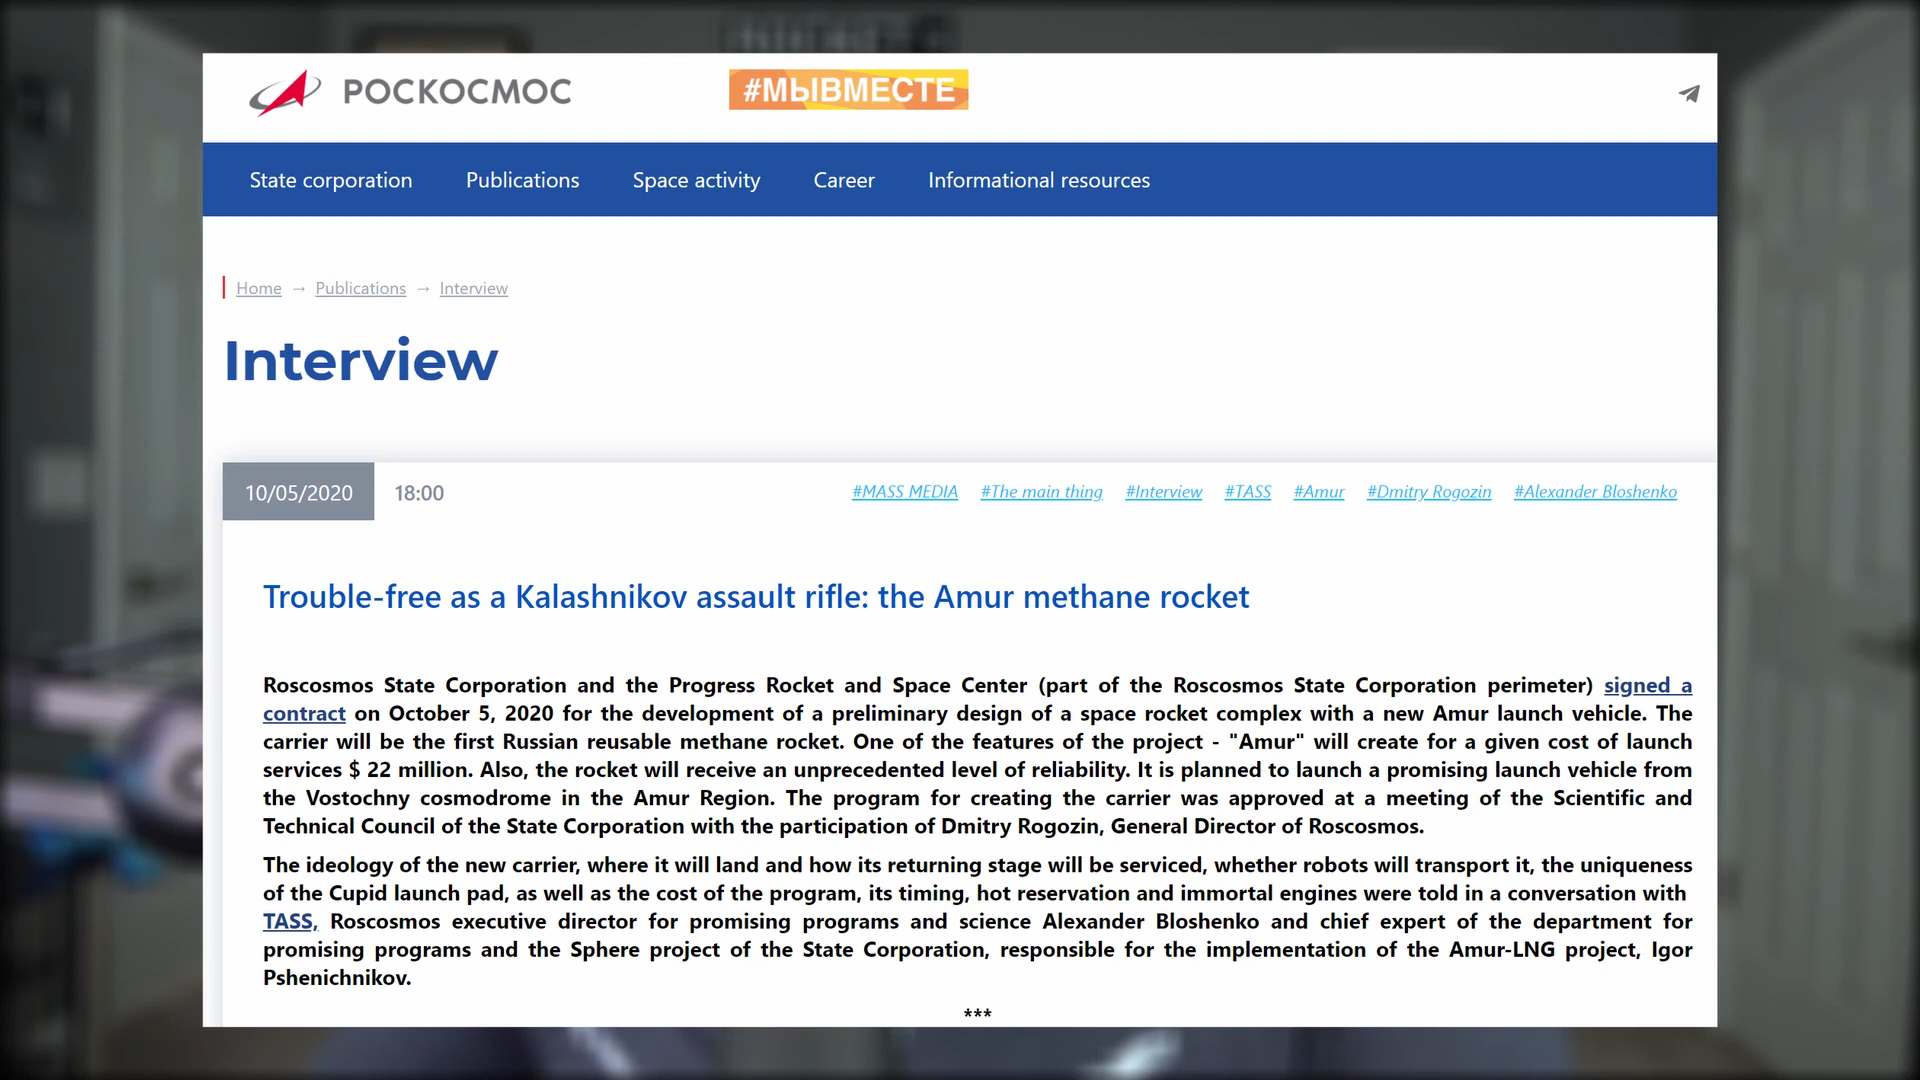 РОСКОСМОС
#МЫВМЕСТЕ
State corporation Publications Space activity Career Informational resources
Home → Publications → Interview
Interview
10/05/2020 18:00 #MASS MEDIA #The main thing #Interview #TASS #Amur #Dmitry Rogozin #Alexander Bloshenko
Trouble-free as a Kalashnikov assault rifle: the Amur methane rocket
Roscosmos State Corporation and the Progress Rocket and Space Center (part of the Roscosmos State Corporation perimeter) signed a
contract on October 5, 2020 for the development of a preliminary design of a space rocket complex with a new Amur launch vehicle. The
carrier will be the first Russian reusable methane rocket. One of the features of the project - "Amur" will create for a given cost of launch
services $ 22 million. Also, the rocket will receive an unprecedented level of reliability. It is planned to launch a promising launch vehicle from
the Vostochny cosmodrome in the Amur Region. The program for creating the carrier was approved at a meeting of the Scientific and
Technical Council of the State Corporation with the participation of Dmitry Rogozin, General Director of Roscosmos.
The ideology of the new carrier, where it will land and how its returning stage will be serviced, whether robots will transport it, the uniqueness
of the Cupid launch pad, as well as the cost of the program, its timing, hot reservation and immortal engines were told in a conversation with
TASS, Roscosmos executive director for promising programs and science Alexander Bloshenko and chief expert of the department for
promising programs and the Sphere project of the State Corporation, responsible for the implementation of the Amur-LNG project, Igor
Pshenichnikov.
***